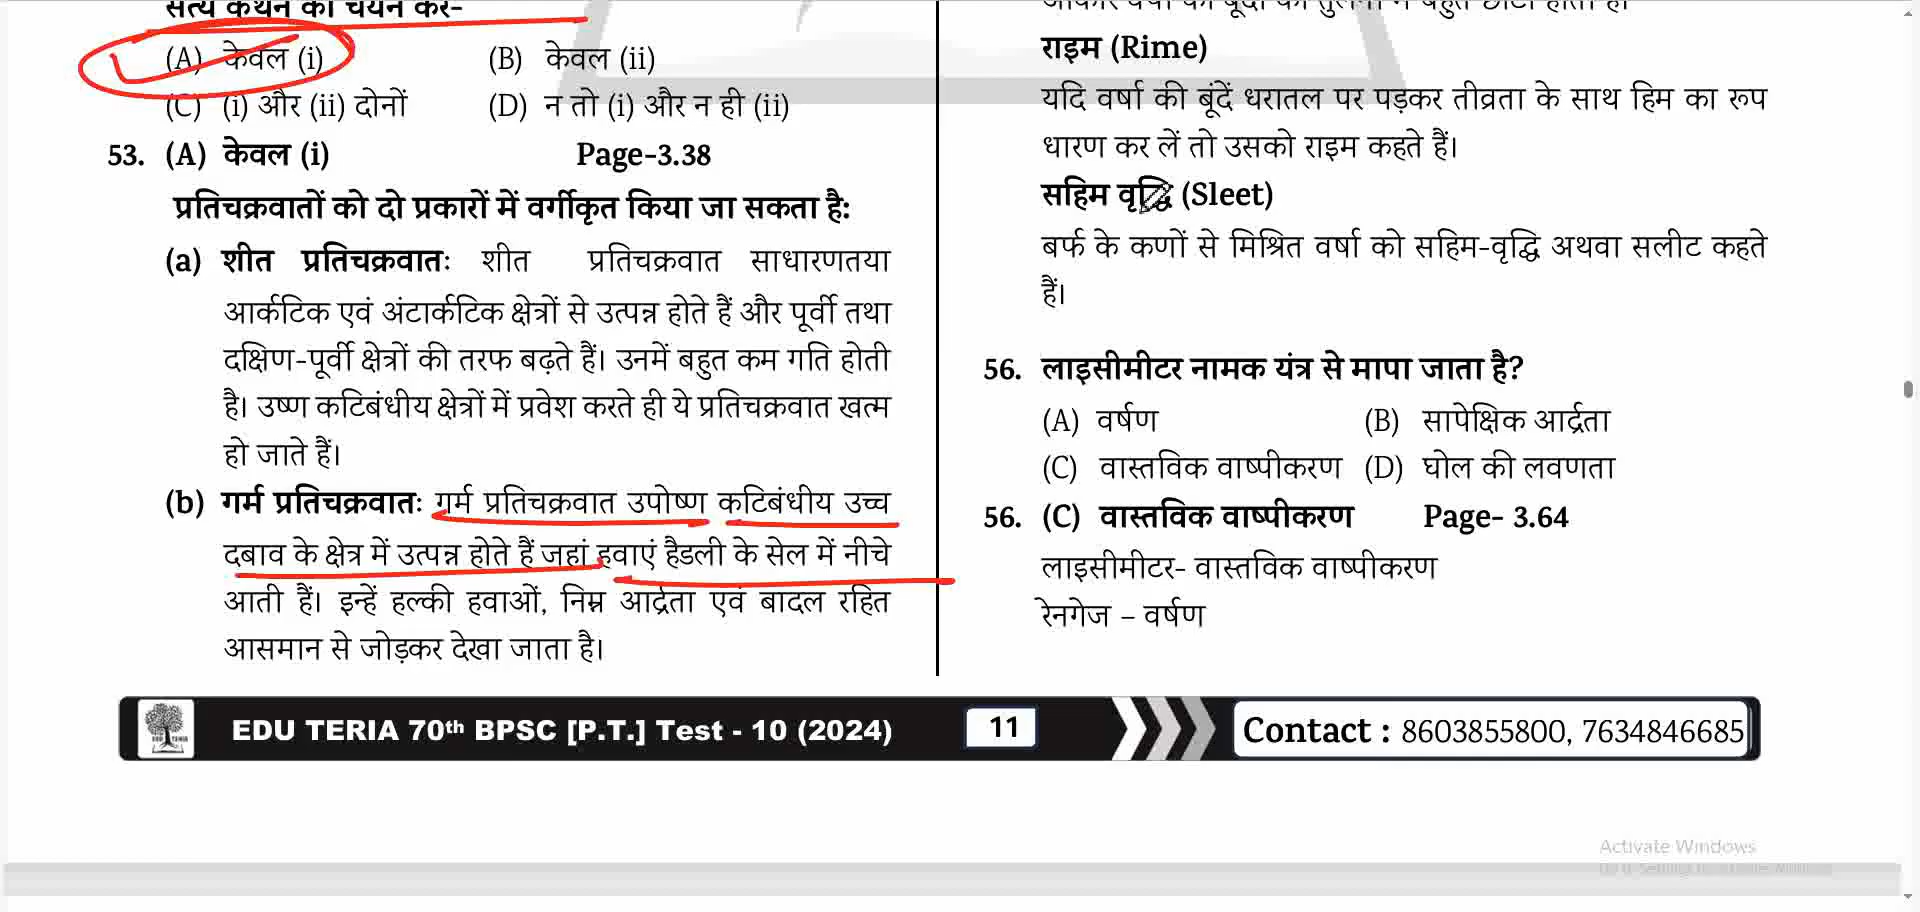 सत्य कथन का चयन करें-
(A) केवल (i)
(B) केवल (ii)
(C) (i) और (ii) दोनों
(D) न तो (i) और न ही (ii)
53. (A) केवल (i) Page-3.38
प्रतिचक्रवातों को दो प्रकारों में वर्गीकृत किया जा सकता है:
(a) शीत प्रतिचक्रवात: शीत प्रतिचक्रवात साधारणतया
आर्कटिक एवं अंटार्कटिक क्षेत्रों से उत्पन्न होते हैं और पूर्वी तथा
दक्षिण-पूर्वी क्षेत्रों की तरफ बढ़ते हैं। उनमें बहुत कम गति होती
है। उष्ण कटिबंधीय क्षेत्रों में प्रवेश करते ही ये प्रतिचक्रवात खत्म
हो जाते हैं।
(b) गर्म प्रतिचक्रवात: गर्म प्रतिचक्रवात उपोष्ण कटिबंधीय उच्च
दबाव के क्षेत्र में उत्पन्न होते हैं जहां हवाएं हैडली के सेल में नीचे
आती हैं। इन्हें हल्की हवाओं, निम्न आर्द्रता एवं बादल रहित
आसमान से जोड़कर देखा जाता है।
राइम (Rime)
यदि वर्षा की बूंदें धरातल पर पड़कर तीव्रता के साथ हिम का रूप
धारण कर लें तो उसको राइम कहते हैं।
सहिम वृद्धि (Sleet)
बर्फ के कणों से मिश्रित वर्षा को सहिम-वृद्धि अथवा सलीट कहते
हैं।
56. लाइसीमीटर नामक यंत्र से मापा जाता है?
(A) वर्षण
(B) सापेक्षिक आर्द्रता
(C) वास्तविक वाष्पीकरण
(D) घोल की लवणता
56. (C) वास्तविक वाष्पीकरण Page- 3.64
लाइसीमीटर- वास्तविक वाष्पीकरण
रेनगेज – वर्षण
EDU TERIA 70th BPSC [P.T.] Test - 10 (2024)
11
Contact : 8603855800, 7634846685
Activate Windows